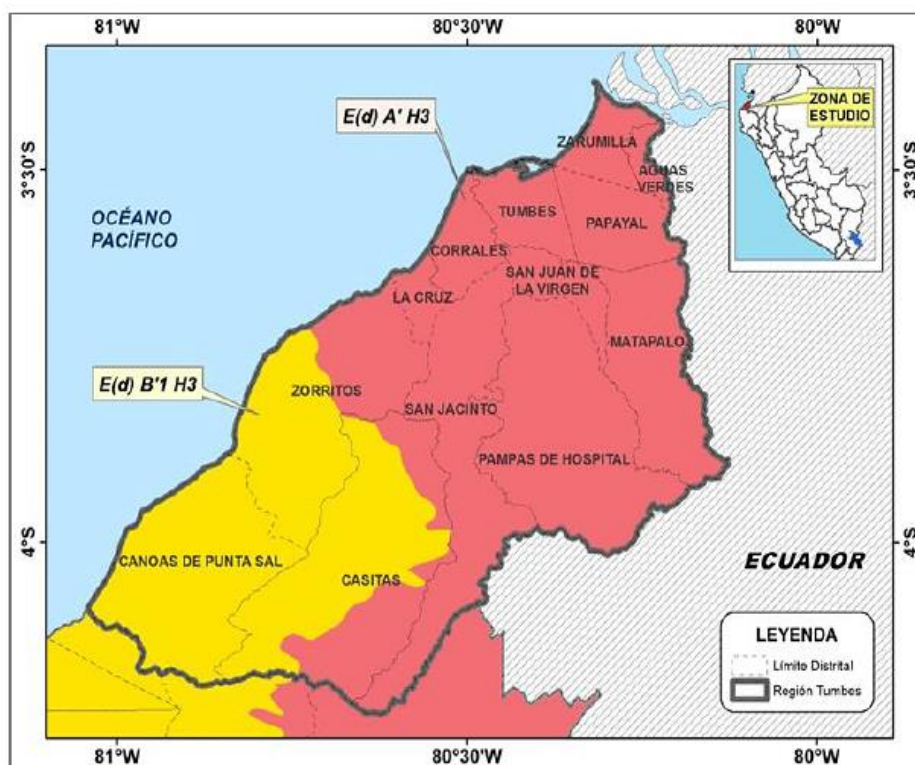 81°W
80°30'W
80°W
ZONA DE
ESTUDIO
E(d) A' H3
ZARUMILLA
3°30'S
3°30'S
AGUAS
VERDES
OCÉANO
PACÍFICO
TUMBES
PAPAYAL
CORRALES
SAN JUAN DE
LA VIRGEN
LA CRUZ
MATAPALO
E(d) B'1 H3
ZORRITOS
SAN JACINTO
PAMPAS DE HOSPITAL
4°S
4°S
CANOAS DE PUNTA SAL
CASITAS
ECUADOR
LEYENDA
Límite Distrital
Región Tumbes
81°W
80°30'W
80°W